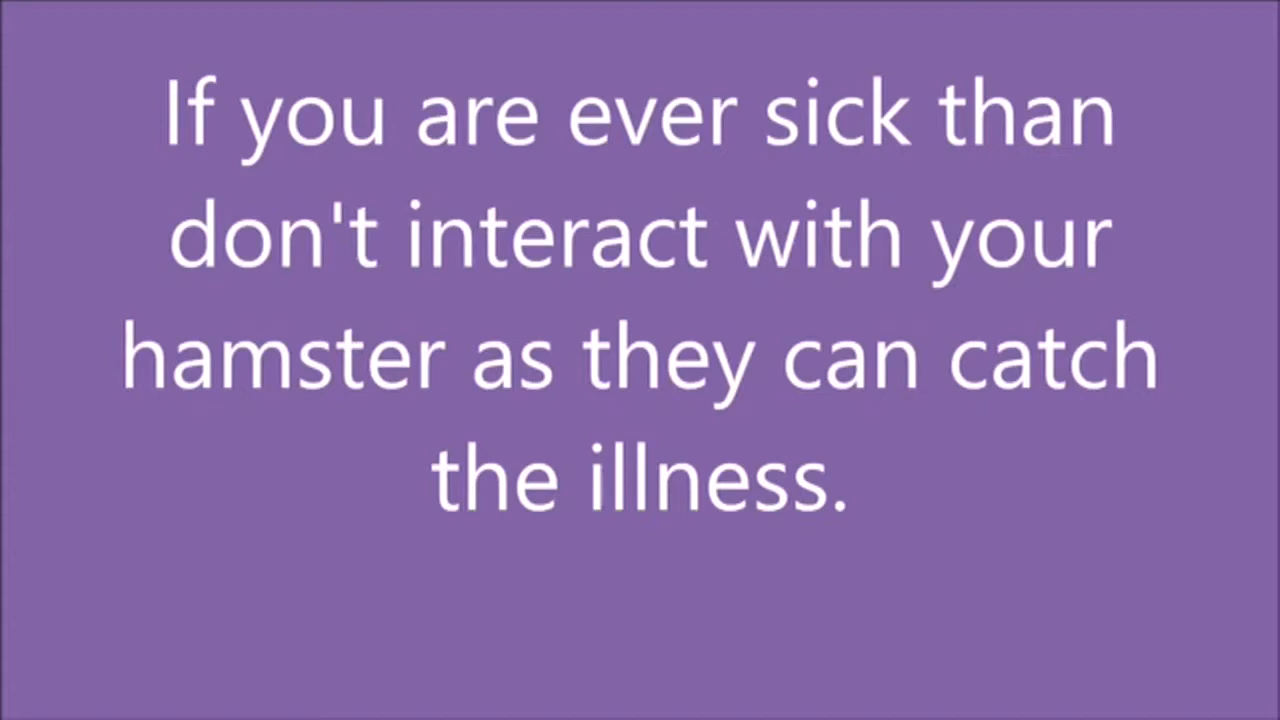 If you are ever sick than
don't interact with your
hamster as they can catch
the illness.